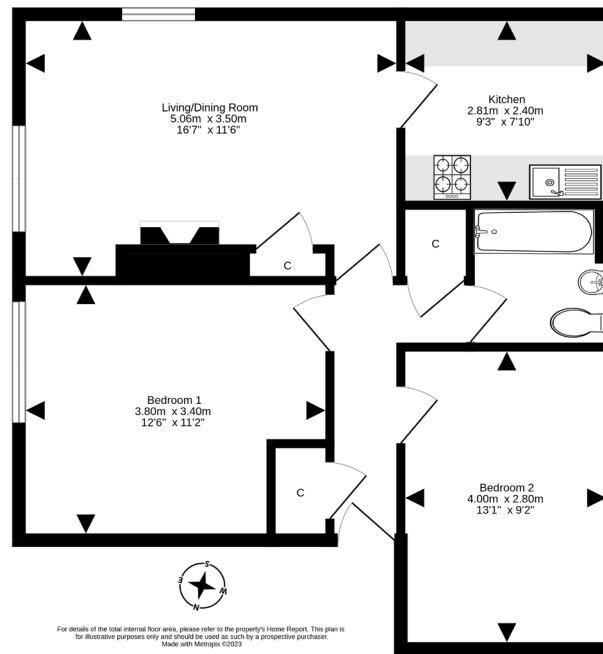 Living/Dining Room
5.06m x 3.50m
16'7" x 11'6"
Kitchen
2.81m x 2.40m
9'3" x 7'10"
C
C
Bedroom 1
3.80m x 3.40m
12'6" x 11'2"
C
Bedroom 2
4.00m x 2.80m
13'1" x 9'2"
S
E
W
N
For details of the total internal floor area, please refer to the property's Home Report. This plan is
for illustrative purposes only and should be used as such by a prospective purchaser.
Made with Metropix ©2023